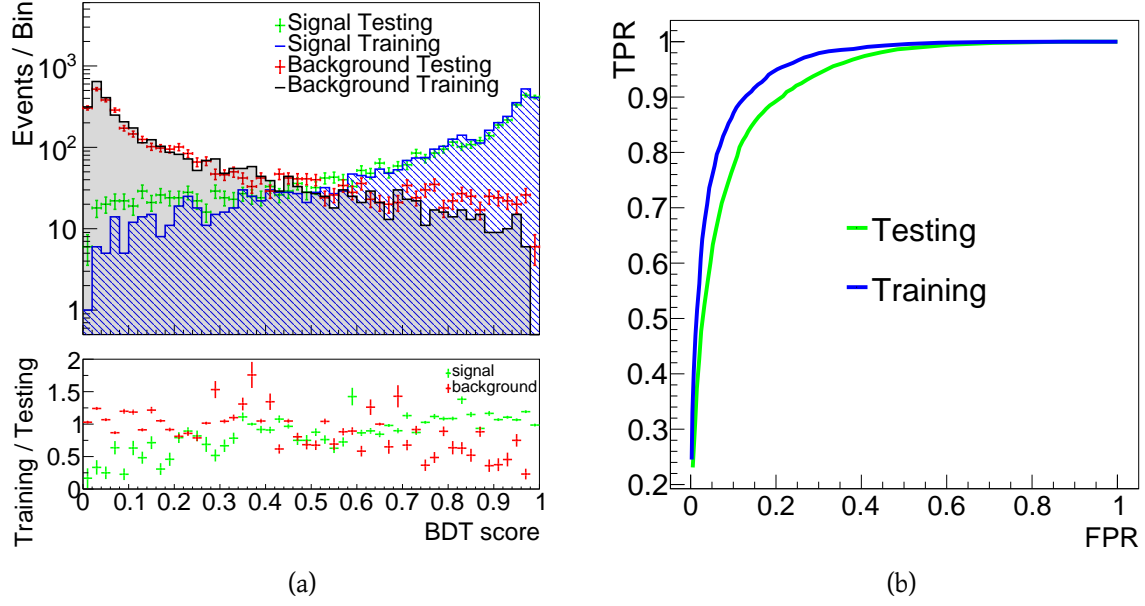 Events / Bin
10³
10²
10
1
Signal Testing
Signal Training
Background Testing
Background Training
Training / Testing
2
1.5
1
0.5
0
signal
background
0 0.1 0.2 0.3 0.4 0.5 0.6 0.7 0.8 0.9 1
BDT score
(a)
TPR
1
0.9
0.8
0.7
0.6
0.5
0.4
0.3
0.2
Testing
Training
0 0.2 0.4 0.6 0.8 1
FPR
(b)